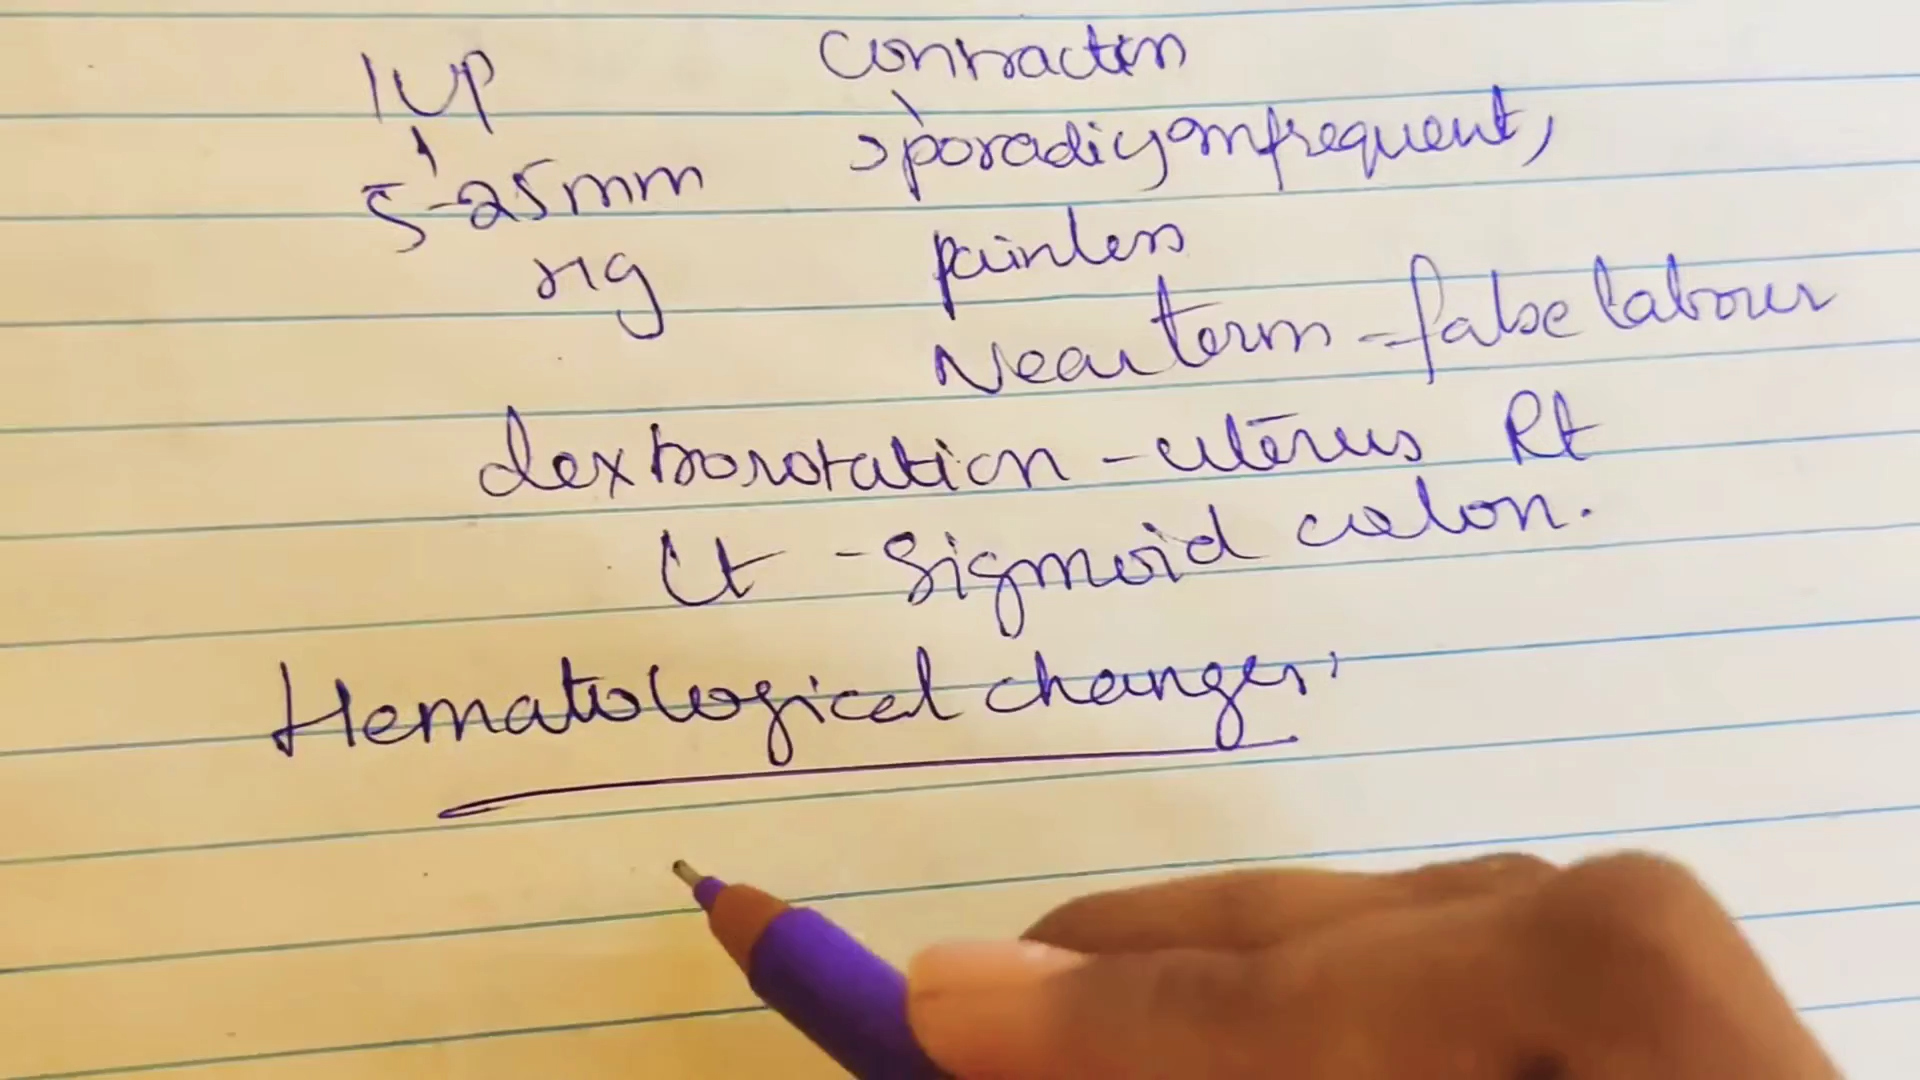 IUP
5-25mm
Hg
Contraction
Sporadic, infrequent,
painless
Near term - false labour
dextrorotation - uterus Rt
Lt - Sigmoid colon.
Hematological changes.